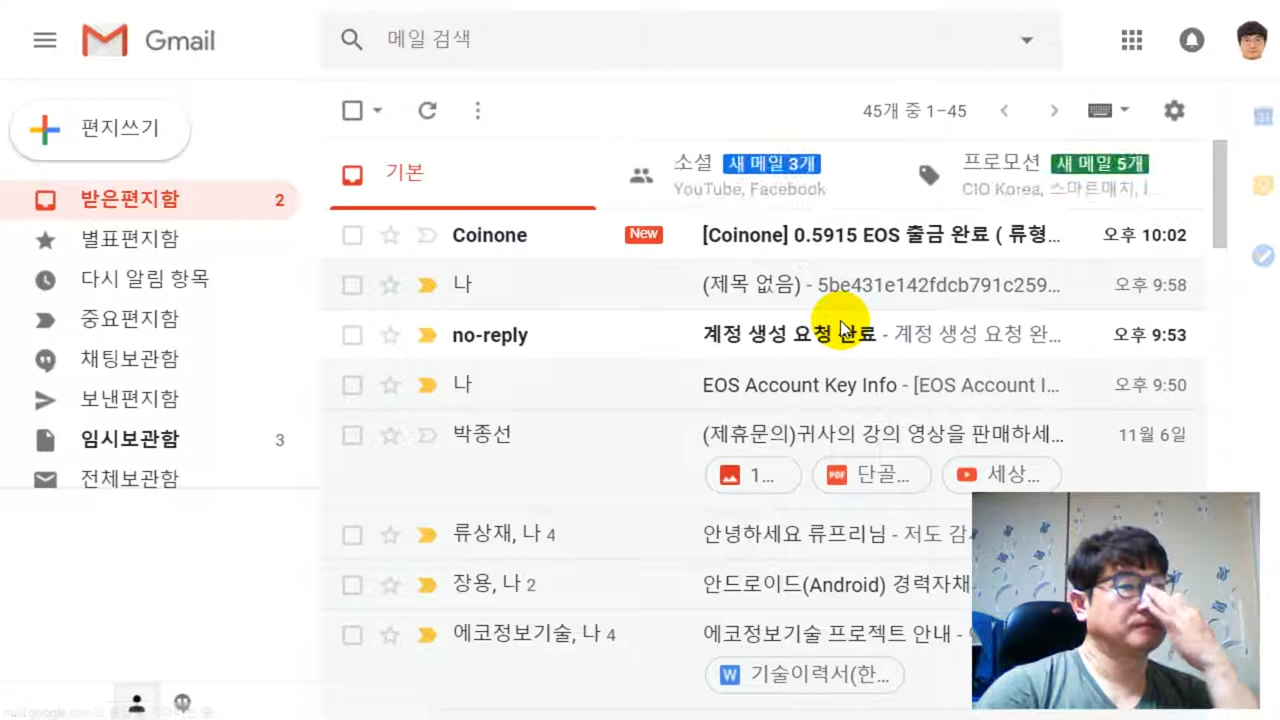 Gmail
메일 검색
편지쓰기
45개 중 1–45
받은편지함 2
별표편지함
다시 알림 항목
중요편지함
채팅보관함
보낸편지함
임시보관함 3
전체보관함
기본
소셜 새 메일 3개
YouTube, Facebook
프로모션 새 메일 5개
CIO Korea, 스마트매치, I...
Coinone New [Coinone] 0.5915 EOS 출금 완료 ( 류형... 오후 10:02
나 (제목 없음) - 5be431e142fdcb791c259... 오후 9:58
no-reply 계정 생성 요청 완료 - 계정 생성 요청 완... 오후 9:53
나 EOS Account Key Info - [EOS Account I... 오후 9:50
박종선 (제휴문의)귀사의 강의 영상을 판매하세... 11월 6일
1... PDF 단골... 세상...
류상재, 나 4 안녕하세요 류프리님 - 저도 감
장용, 나 2 안드로이드(Android) 경력자채
에코정보기술, 나 4 에코정보기술 프로젝트 안내 -
W 기술이력서(한...